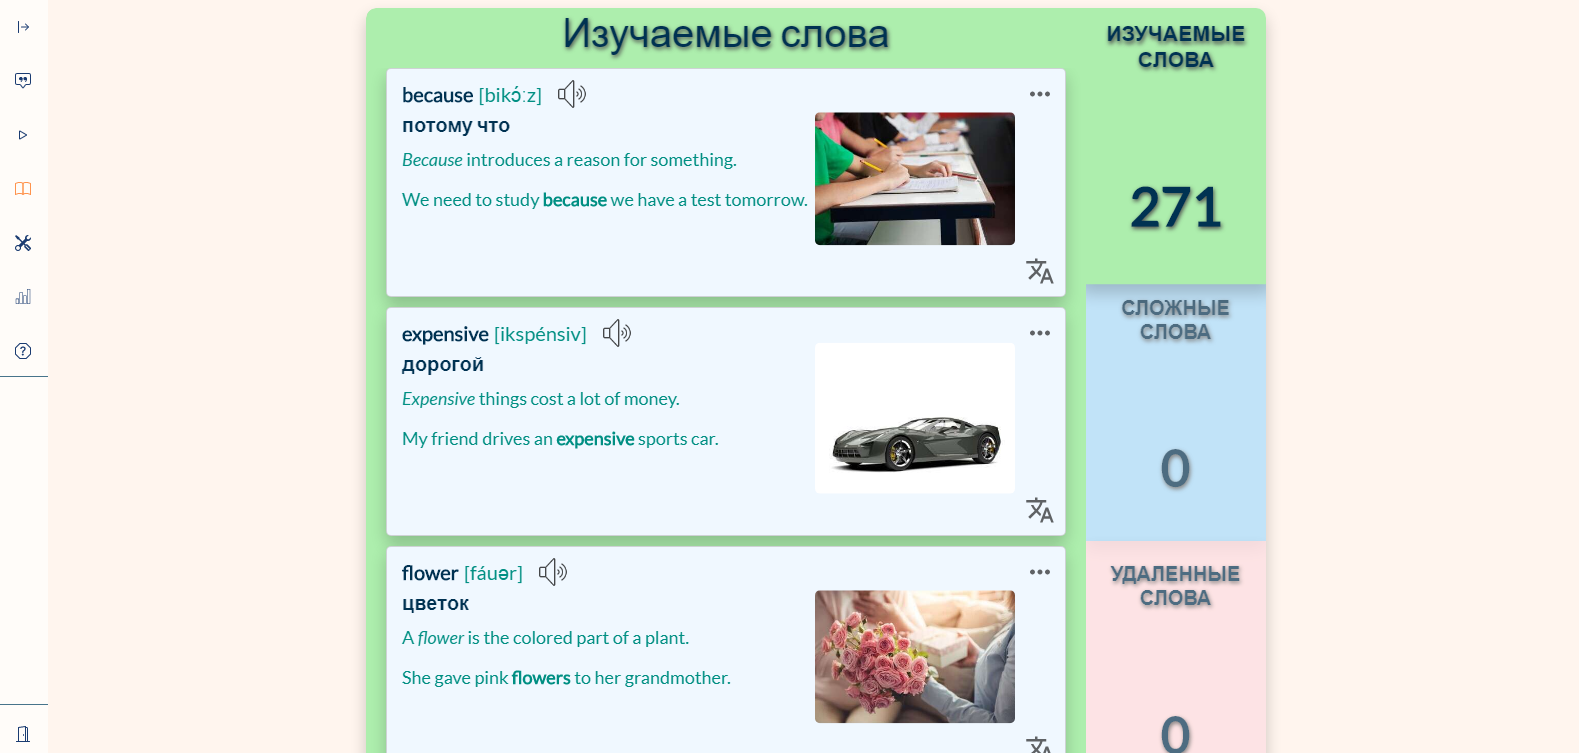 Изучаемые слова
because [bikɔ́ːz]
потому что
Because introduces a reason for something.
We need to study because we have a test tomorrow.
expensive [ikspénsiv]
дорогой
Expensive things cost a lot of money.
My friend drives an expensive sports car.
flower [fáuər]
цветок
A flower is the colored part of a plant.
She gave pink flowers to her grandmother.
ИЗУЧАЕМЫЕ
СЛОВА
271
СЛОЖНЫЕ
СЛОВА
0
УДАЛЕННЫЕ
СЛОВА
0